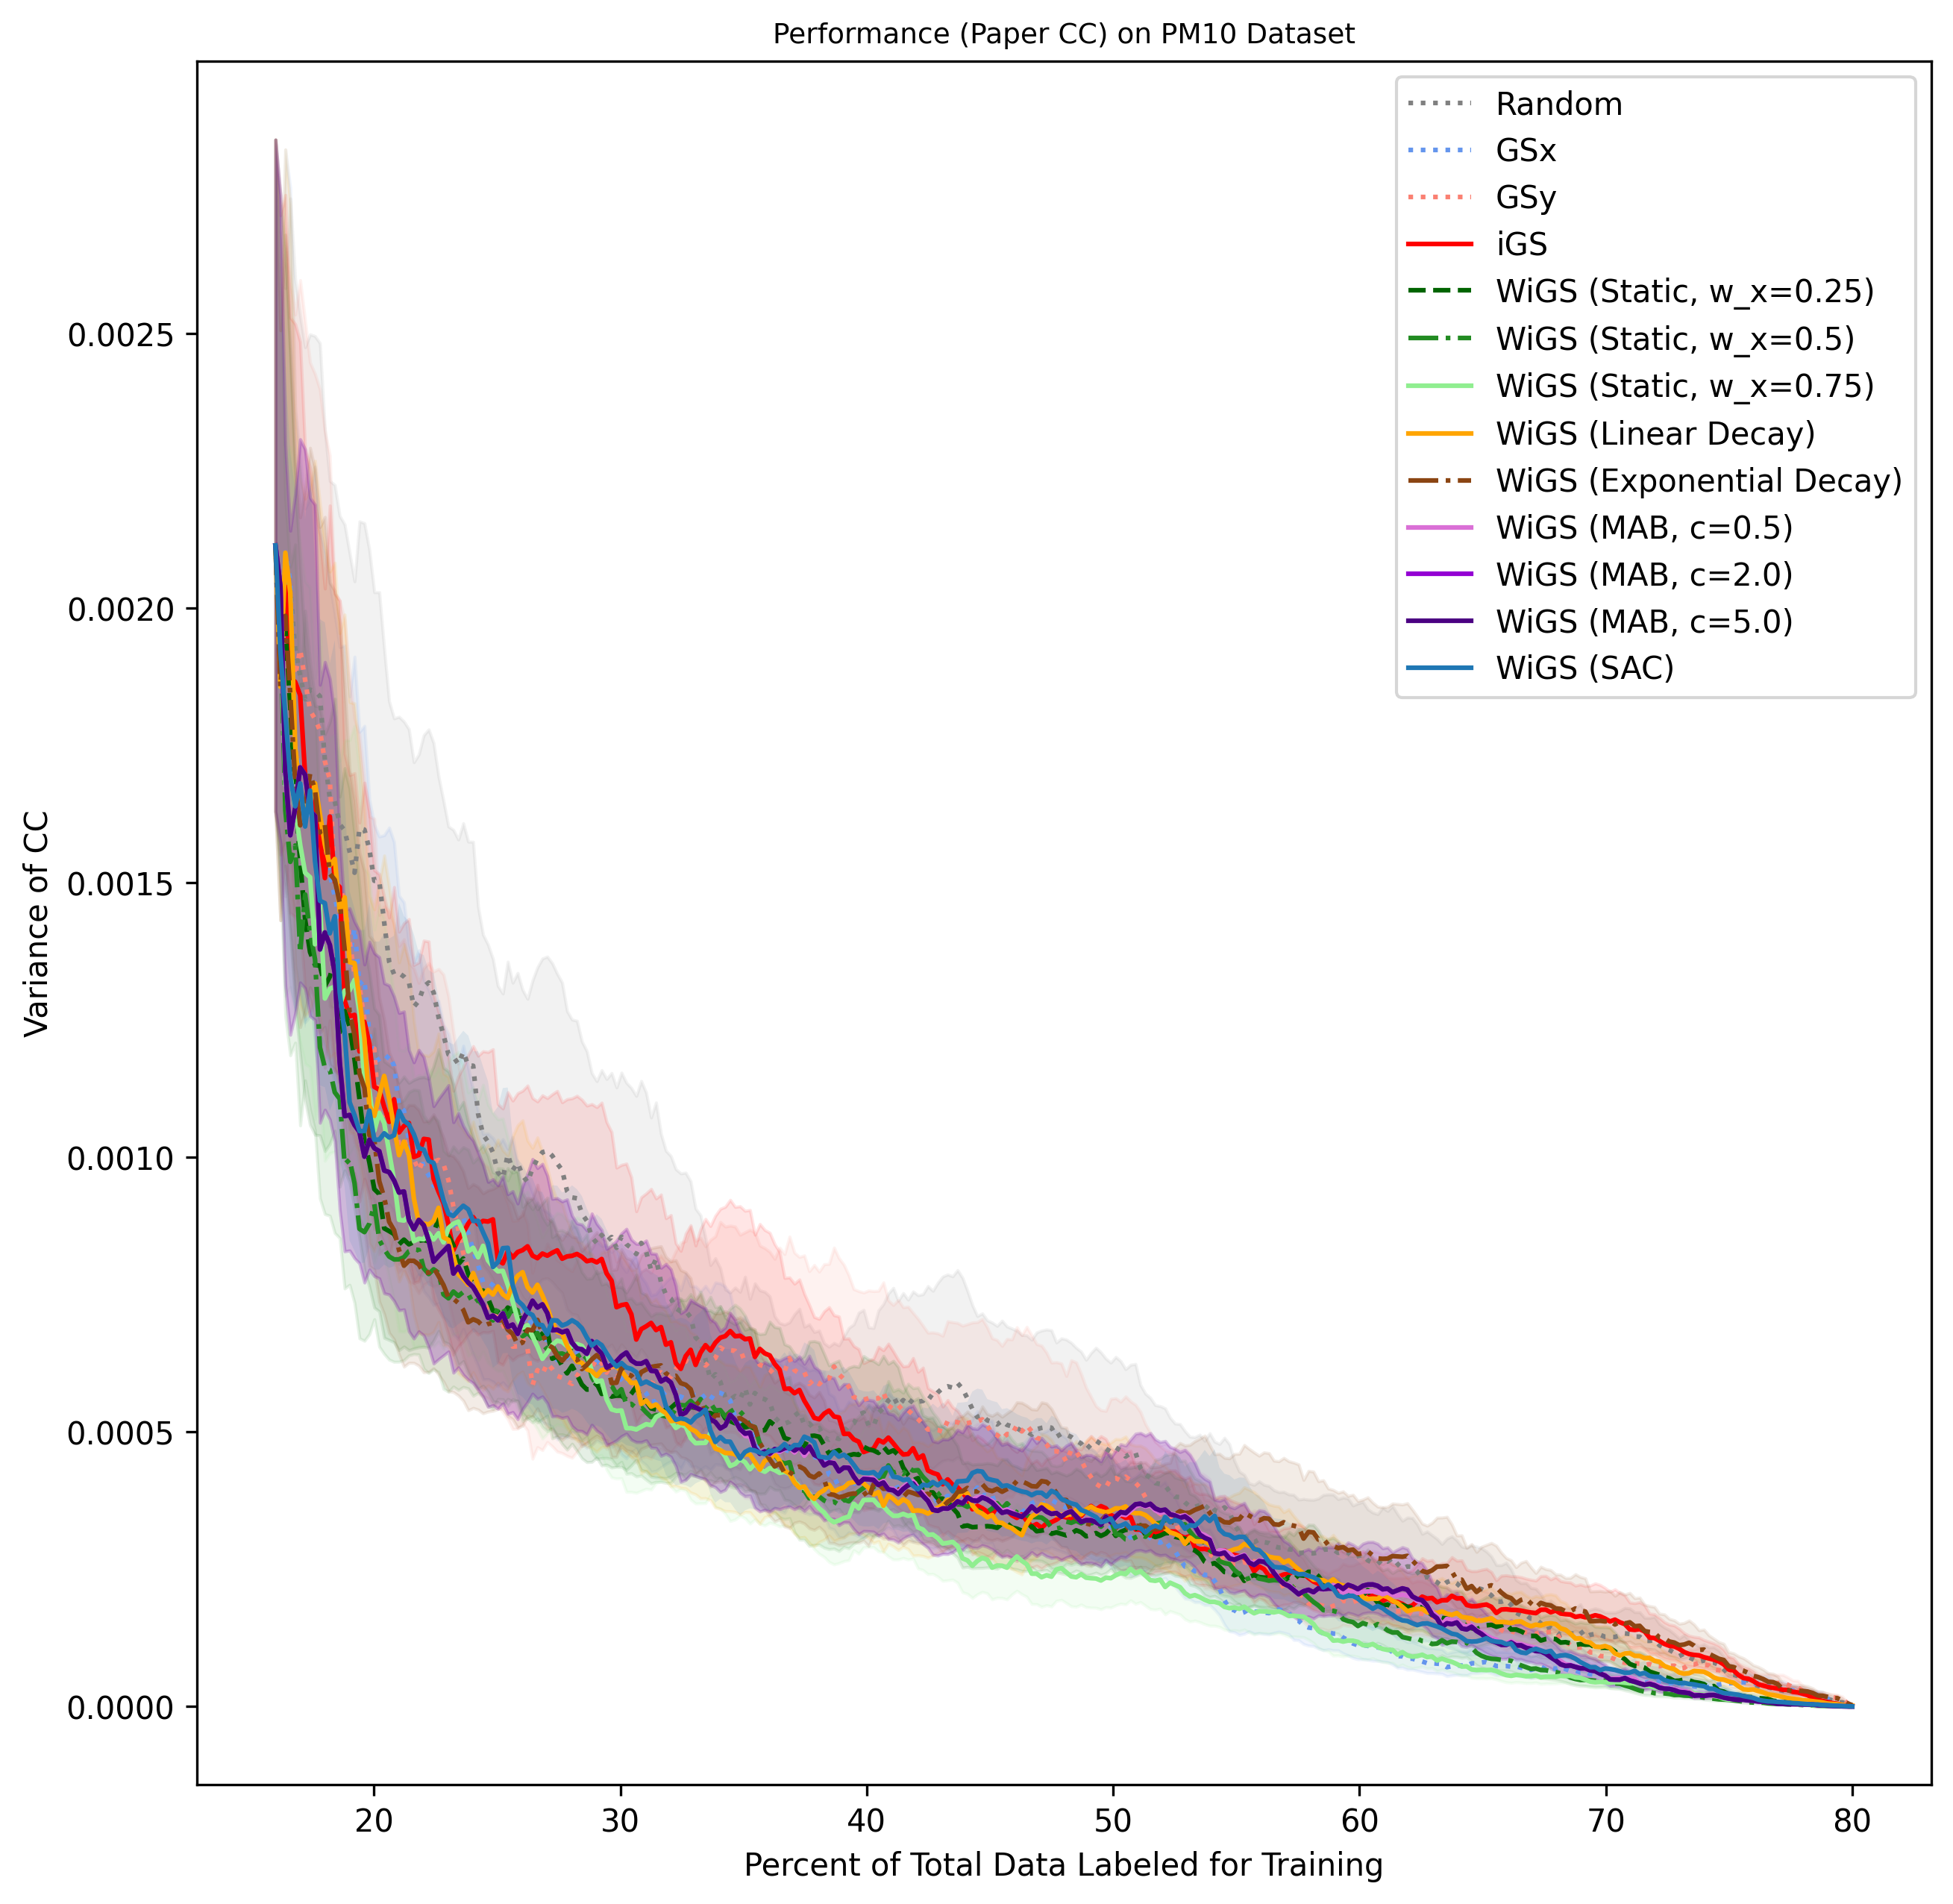 Performance (Paper CC) on PM10 Dataset
Random
GSx
GSy
iGS
WiGS (Static, w_x=0.25)
WiGS (Static, w_x=0.5)
WiGS (Static, w_x=0.75)
WiGS (Linear Decay)
WiGS (Exponential Decay)
WiGS (MAB, c=0.5)
WiGS (MAB, c=2.0)
WiGS (MAB, c=5.0)
WiGS (SAC)
Variance of CC
0.0025
0.0020
0.0015
0.0010
0.0005
0.0000
20 30 40 50 60 70 80
Percent of Total Data Labeled for Training